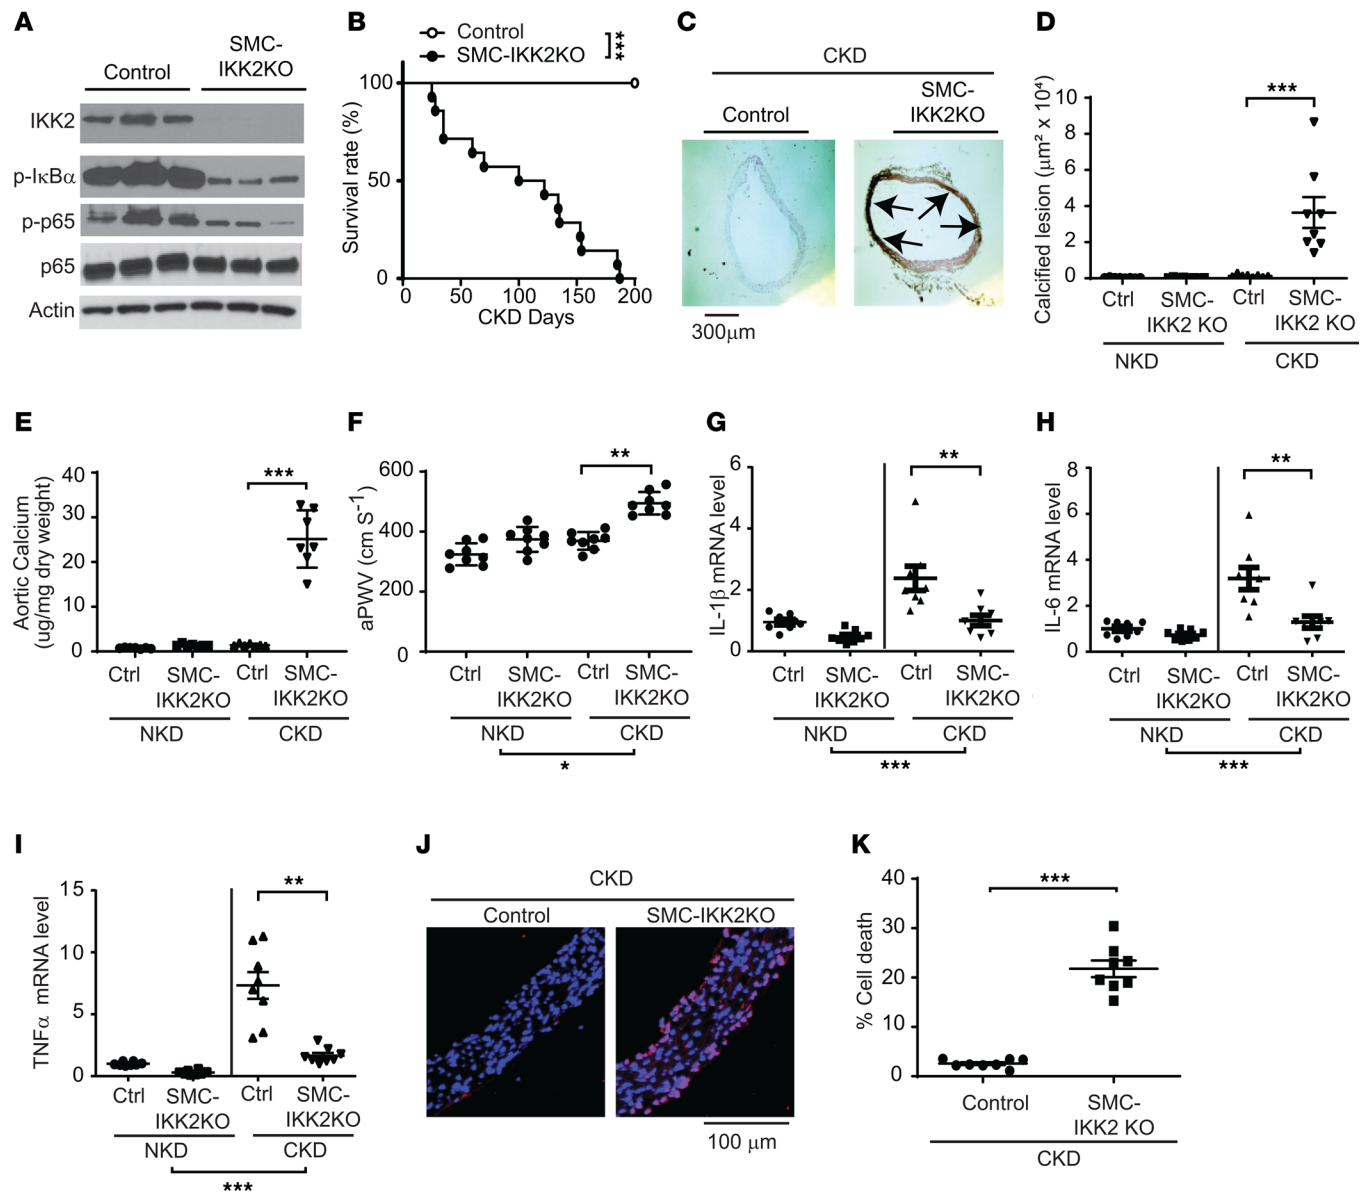 A
Control
SMC-
IKK2KO
IKK2
p-IκBα
p-p65
p65
Actin
B
Control
SMC-IKK2KO
***
Survival rate (%)
100
50
0
0 50 100 150 200
CKD Days
C
CKD
Control
SMC-
IKK2KO
300μm
D
Calcified lesion (μm² x 10⁴)
10
8
6
4
2
0
***
Ctrl SMC- Ctrl SMC-
IKK2 KO IKK2 KO
NKD CKD
E
Aortic Calcium
(ug/mg dry weight)
40
30
20
10
0
***
Ctrl SMC- Ctrl SMC-
IKK2KO IKK2KO
NKD CKD
F
aPWV (cm S⁻¹)
600
400
200
0
**
Ctrl SMC- Ctrl SMC-
IKK2KO IKK2KO
NKD CKD
*
G
IL-1β mRNA level
6
4
2
0
**
Ctrl SMC- Ctrl SMC-
IKK2KO IKK2KO
NKD CKD
***
H
IL-6 mRNA level
8
6
4
2
0
**
Ctrl SMC- Ctrl SMC-
IKK2KO IKK2KO
NKD CKD
***
I
TNFα mRNA level
15
10
5
0
**
Ctrl SMC- Ctrl SMC-
IKK2KO IKK2KO
NKD CKD
***
J
CKD
Control SMC-IKK2KO
100 μm
K
% Cell death
40
30
20
10
0
***
Control SMC-
IKK2 KO
CKD